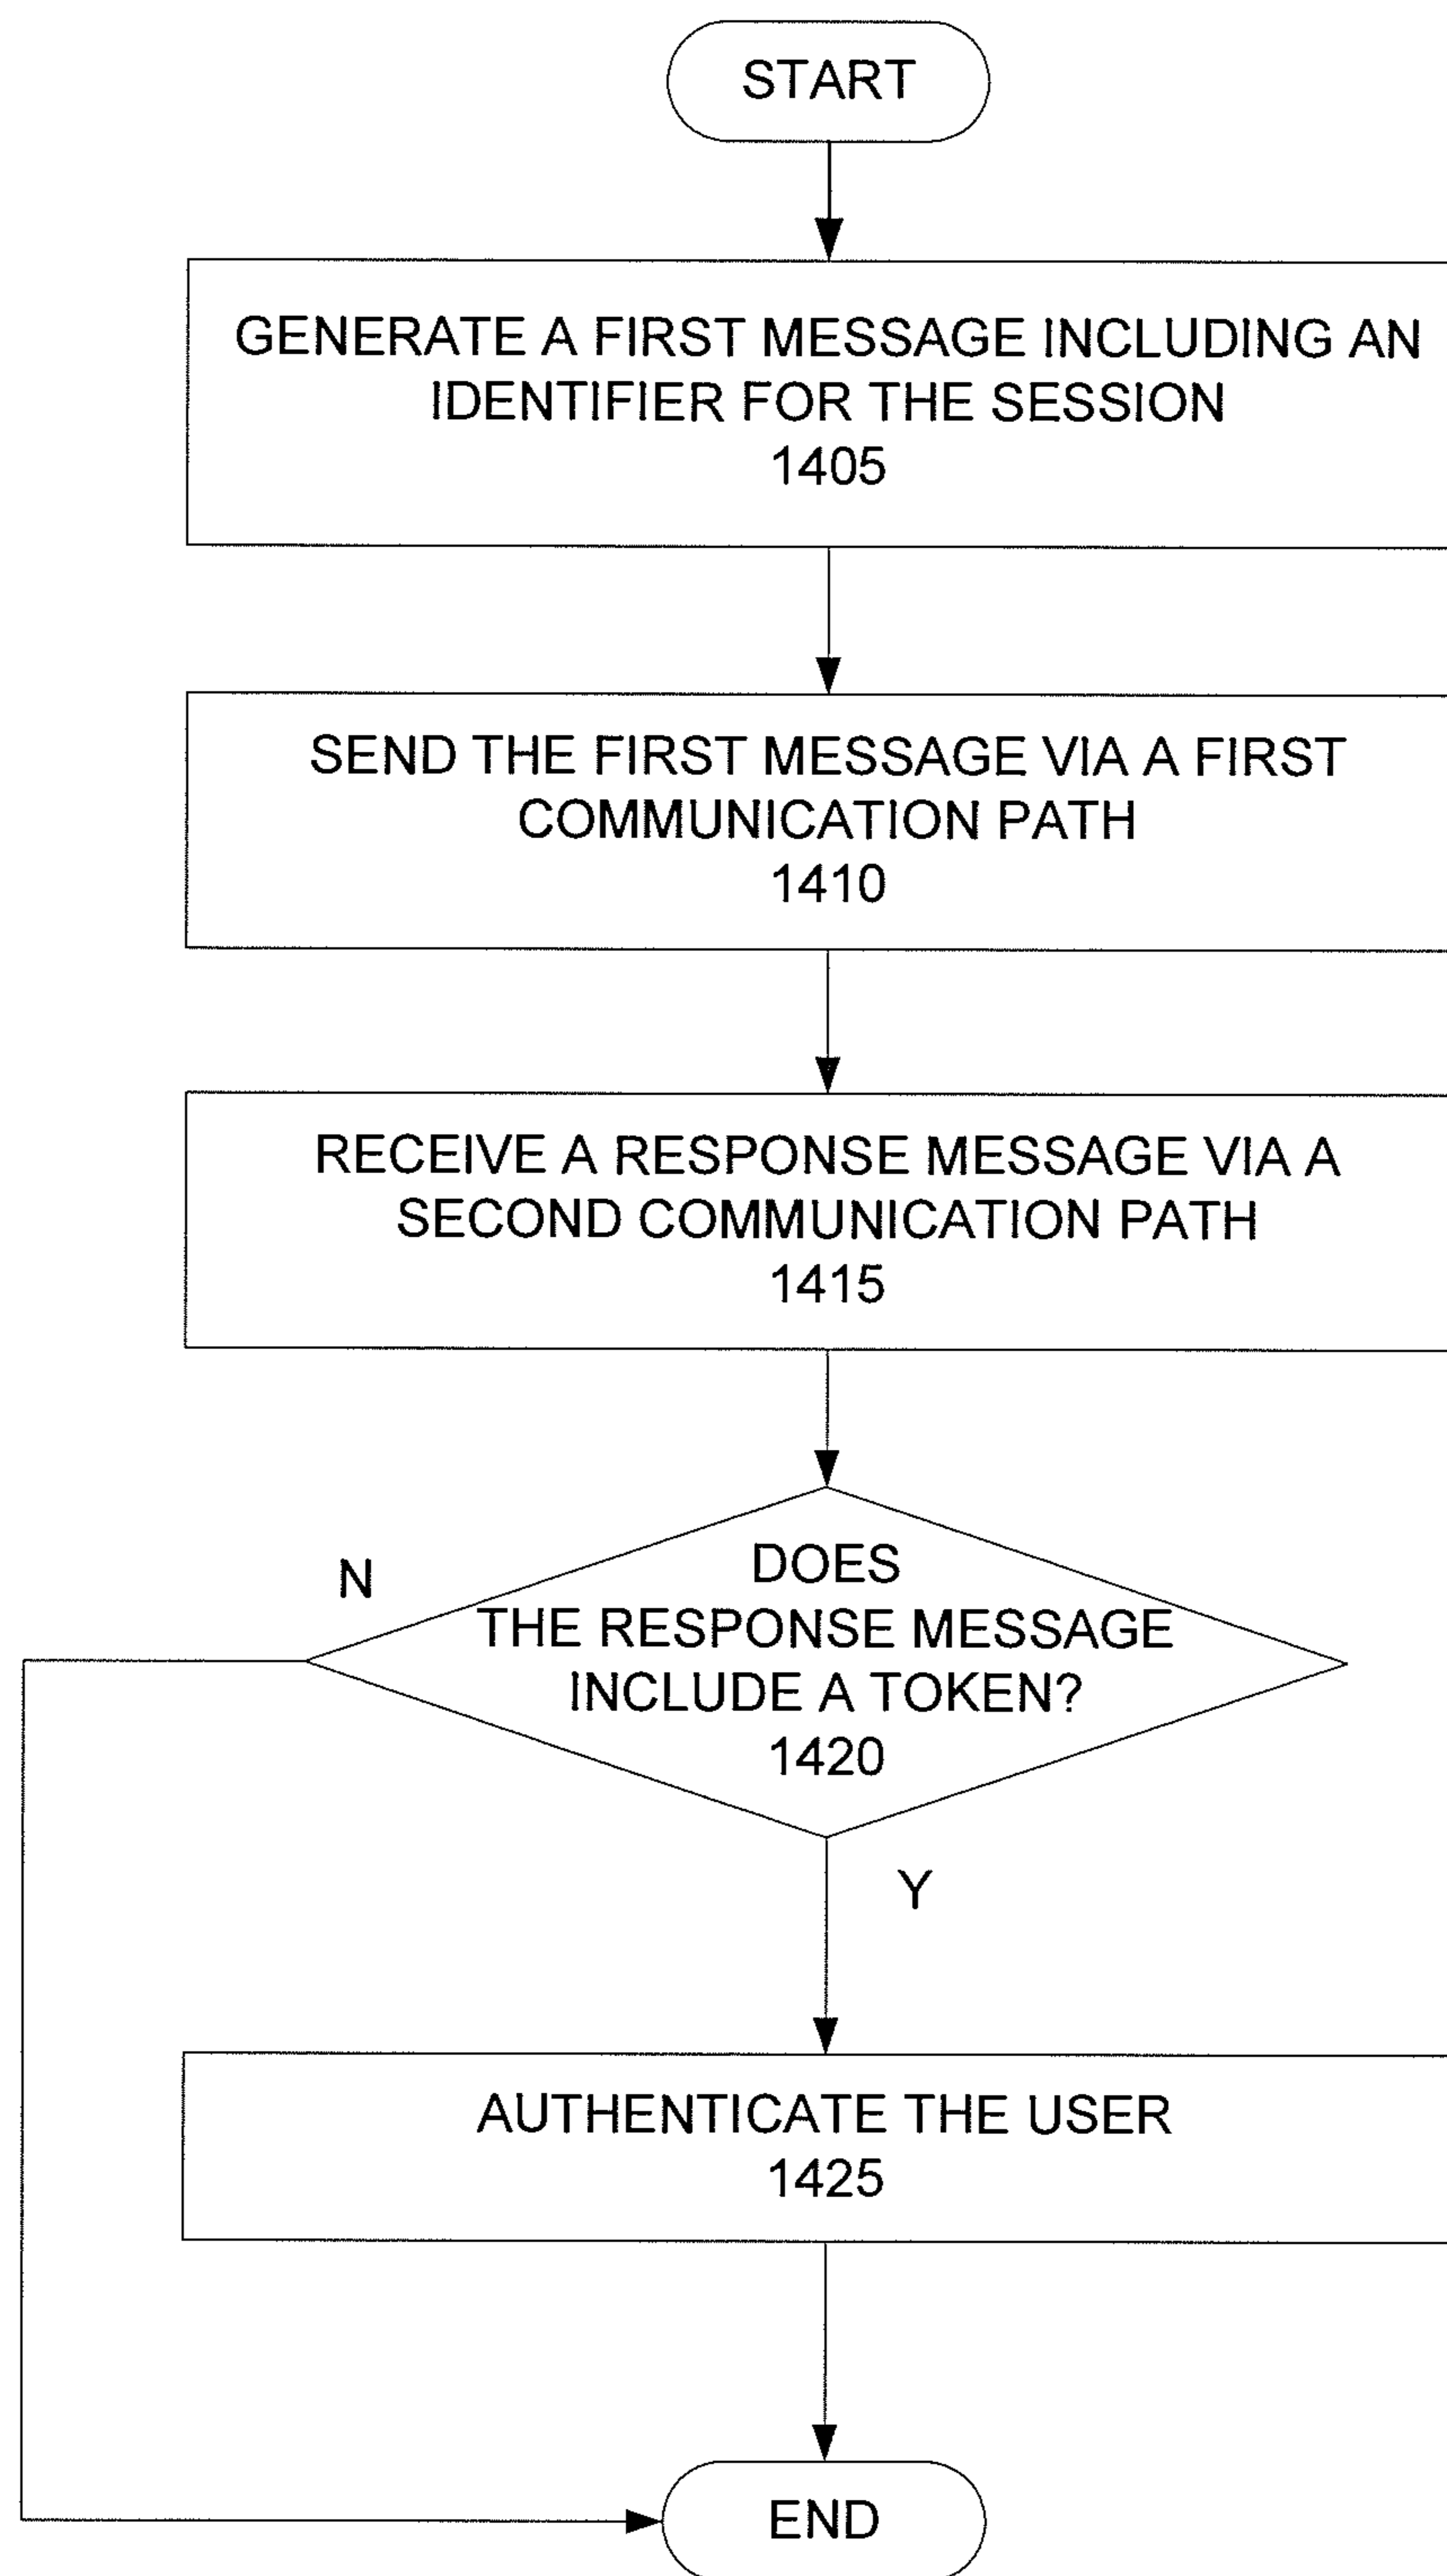 START
GENERATE A FIRST MESSAGE INCLUDING AN
IDENTIFIER FOR THE SESSION
1405
SEND THE FIRST MESSAGE VIA A FIRST
COMMUNICATION PATH
1410
RECEIVE A RESPONSE MESSAGE VIA A
SECOND COMMUNICATION PATH
1415
N
DOES
THE RESPONSE MESSAGE
INCLUDE A TOKEN?
1420
Y
AUTHENTICATE THE USER
1425
END